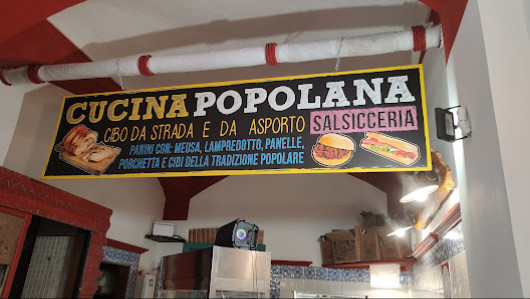 CUCINA POPOLANA
CIBO DA STRADA E DA ASPORTO
SALSICCERIA
PANINI CON: MEUSA, LAMPREDOTTO, PANELLE,
PORCHETTA E CIBI DELLA TRADIZIONE POPOLARE